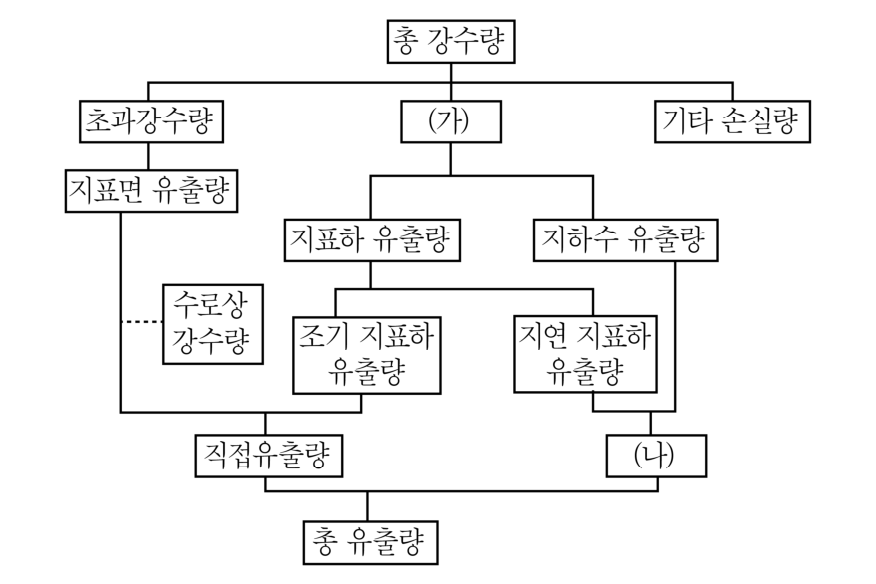 총 강수량
초과강수량
(가)
기타 손실량
지표면 유출량
지표하 유출량
지하수 유출량
수로상
강수량
조기 지표하
유출량
지연 지표하
유출량
직접유출량
(나)
총 유출량